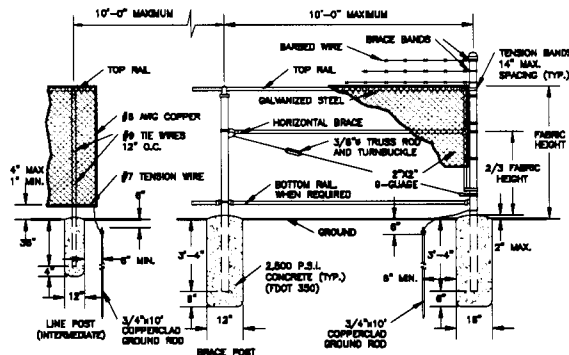 10'-0" MAXIMUM
10'-0" MAXIMUM
BRACE BANDS
BARBED WIRE
TENSION BANDS
14" MAX.
SPACING (TYP.)
TOP RAIL
TOP RAIL
GALVANIZED STEEL
#6 AWG COPPER
#9 TIE WIRES
12" O.C.
HORIZONTAL BRACE
3/8"Ø TRUSS ROD
AND TURNBUCKLE
FABRIC
HEIGHT
2/3 FABRIC
HEIGHT
4" MAX
1" MIN.
#7 TENSION WIRE
2"X2"
9-GUAGE
BOTTOM RAIL,
WHEN REQUIRED
6"
GROUND
6"
2" MAX.
36"
3'-4"
3'-4"
4"
6" MIN.
2,500 P.S.I.
CONCRETE (TYP.)
(FDOT 350)
6" MIN.
12"
LINE POST
(INTERMEDIATE)
3/4"x10'
COPPERCLAD
GROUND ROD
12"
BRACE POST
3/4"x10'
COPPERCLAD
GROUND ROD